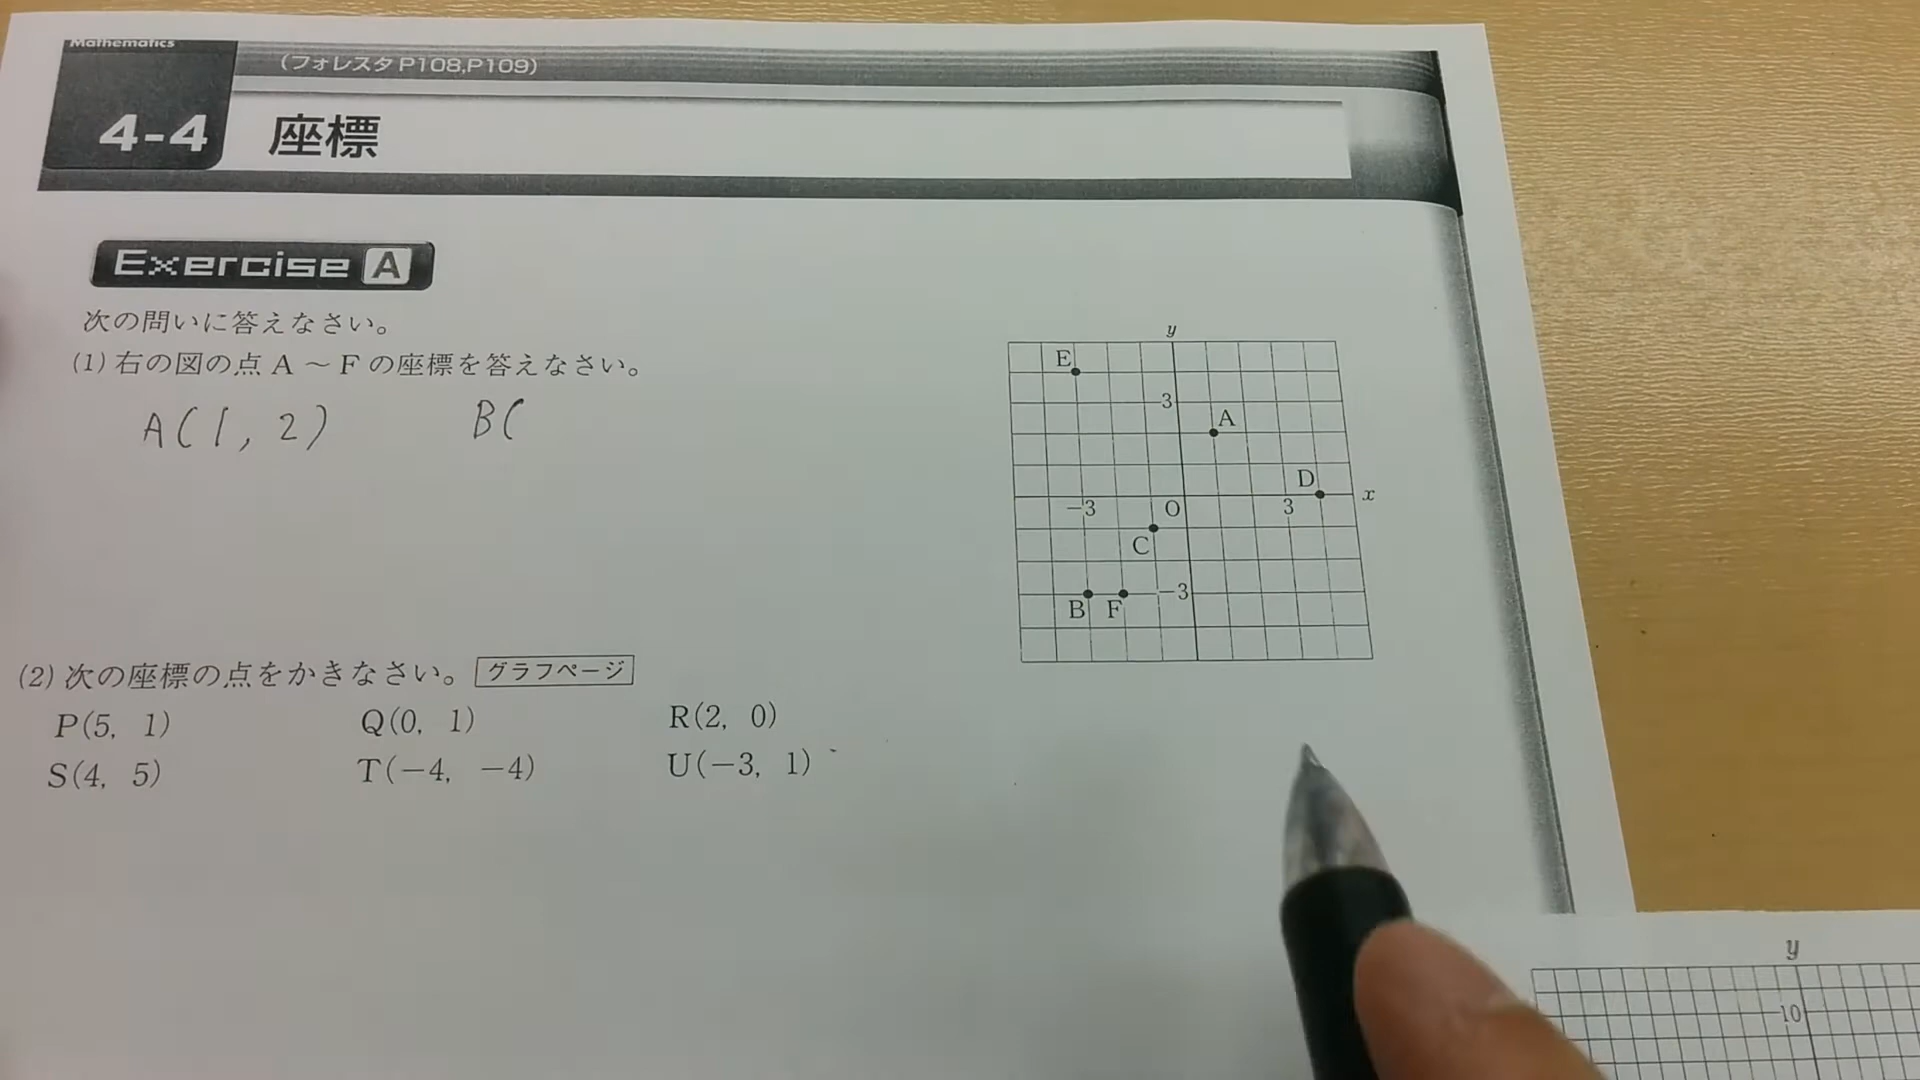 Mathematics
(フォレスタ P108,P109)
4-4 座標
Exercise A
次の問いに答えなさい。
(1) 右の図の点 A ～ F の座標を答えなさい。
A(1, 2) B(
y
E
3
A
D
x
-3 O 3
C
-3
B F
(2) 次の座標の点をかきなさい。 グラフページ
P(5, 1) Q(0, 1) R(2, 0)
S(4, 5) T(-4, -4) U(-3, 1)
y
10